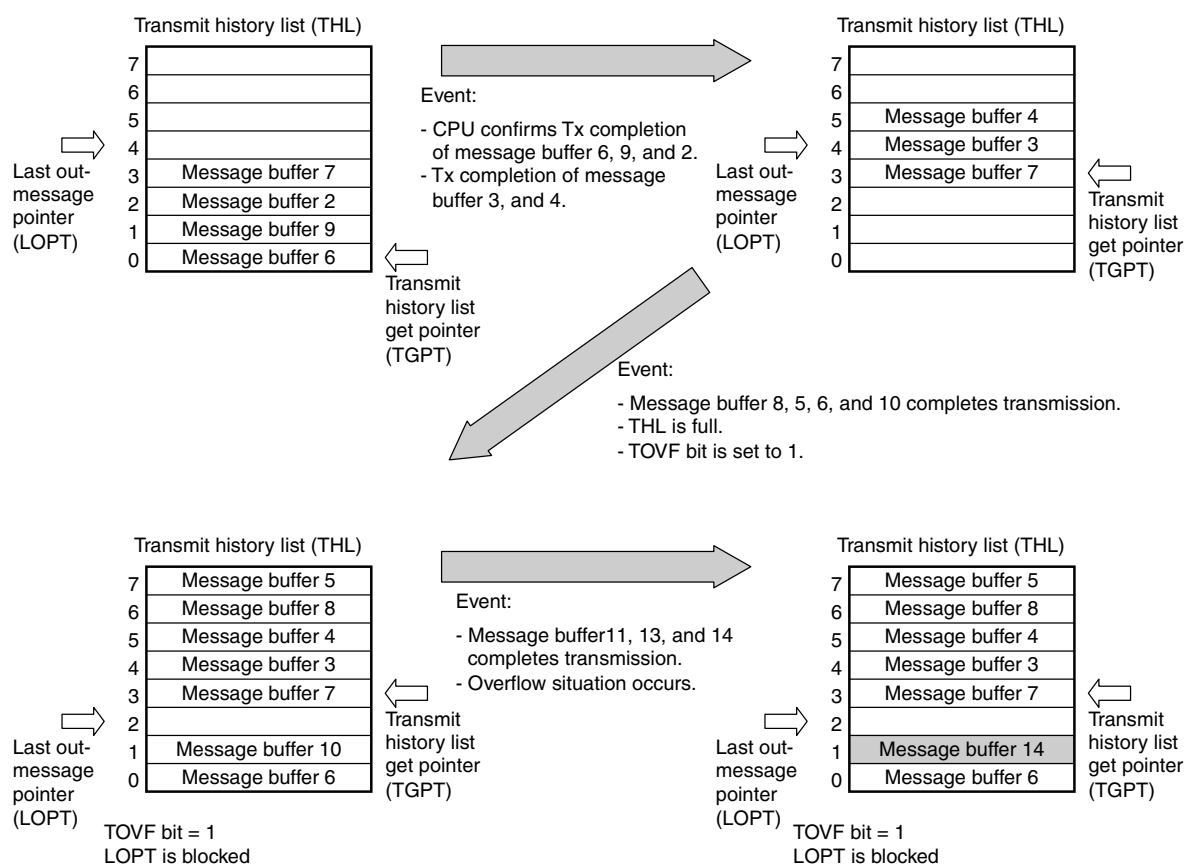 Transmit history list (THL)
7
6
5
4
3 Message buffer 7
2 Message buffer 2
1 Message buffer 9
0 Message buffer 6
Last out-
message
pointer
(LOPT)
Transmit
history list
get pointer
(TGPT)
Event:
- CPU confirms Tx completion
of message buffer 6, 9, and 2.
- Tx completion of message
buffer 3, and 4.
Transmit history list (THL)
7
6
5 Message buffer 4
4 Message buffer 3
3 Message buffer 7
2
1
0
Last out-
message
pointer
(LOPT)
Transmit
history list
get pointer
(TGPT)
Event:
- Message buffer 8, 5, 6, and 10 completes transmission.
- THL is full.
- TOVF bit is set to 1.
Transmit history list (THL)
7 Message buffer 5
6 Message buffer 8
5 Message buffer 4
4 Message buffer 3
3 Message buffer 7
2
1 Message buffer 10
0 Message buffer 6
Last out-
message
pointer
(LOPT)
Transmit
history list
get pointer
(TGPT)
TOVF bit = 1
LOPT is blocked
Event:
- Message buffer11, 13, and 14
completes transmission.
- Overflow situation occurs.
Transmit history list (THL)
7 Message buffer 5
6 Message buffer 8
5 Message buffer 4
4 Message buffer 3
3 Message buffer 7
2
1 Message buffer 14
0 Message buffer 6
Last out-
message
pointer
(LOPT)
Transmit
history list
get pointer
(TGPT)
TOVF bit = 1
LOPT is blocked